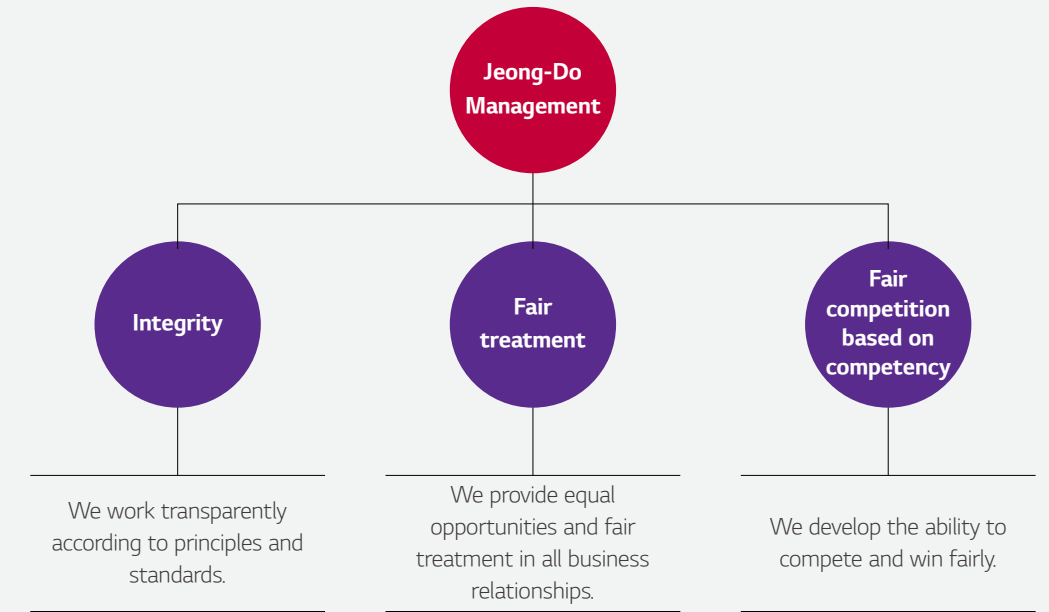 Jeong-Do
Management
Integrity
Fair
treatment
Fair
competition
based on
competency
We work transparently
according to principles and
standards.
We provide equal
opportunities and fair
treatment in all business
relationships.
We develop the ability to
compete and win fairly.